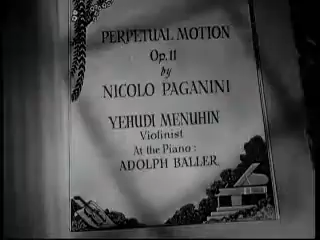 PERPETUAL MOTION
Op. 11
by
NICOLO PAGANINI
YEHUDI MENUHIN
Violinist
At the Piano:
ADOLPH BALLER